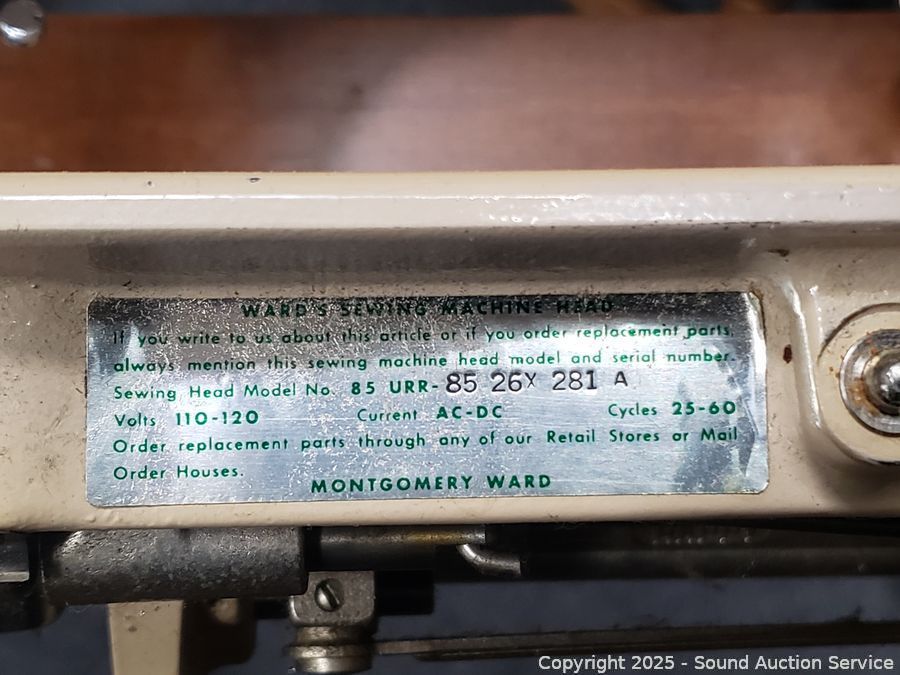 WARD'S SEWING MACHINE HEAD
If you write to us about this article or if you order replacement parts,
always mention this sewing machine head model and serial number.
Sewing Head Model No. 85 URR- 85 26X 281 A
Volts 110-120 Current AC-DC Cycles 25-60
Order replacement parts through any of our Retail Stores or Mail
Order Houses.
MONTGOMERY WARD
Copyright 2025 - Sound Auction Service